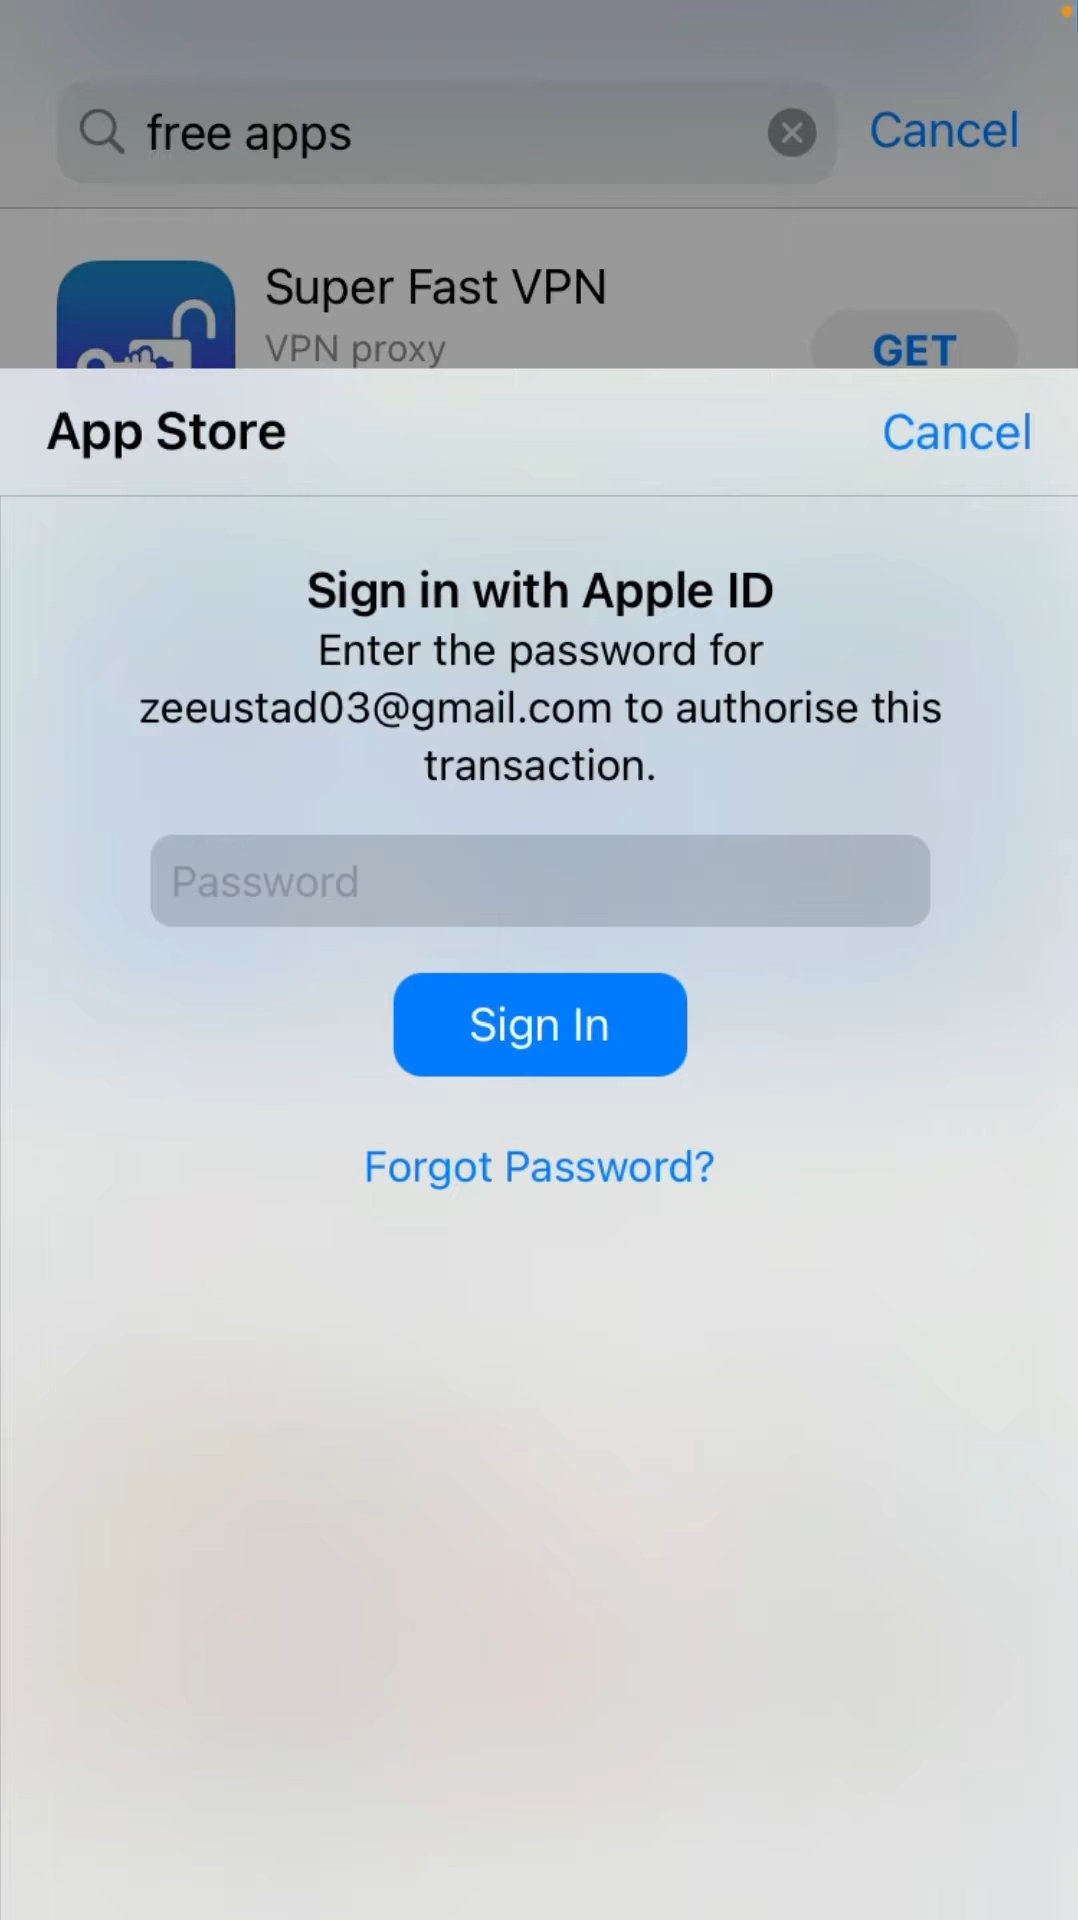 free apps
Cancel
Super Fast VPN
VPN proxy
GET
App Store
Cancel
Sign in with Apple ID
Enter the password for
zeeustad03@gmail.com to authorise this
transaction.
Password
Sign In
Forgot Password?